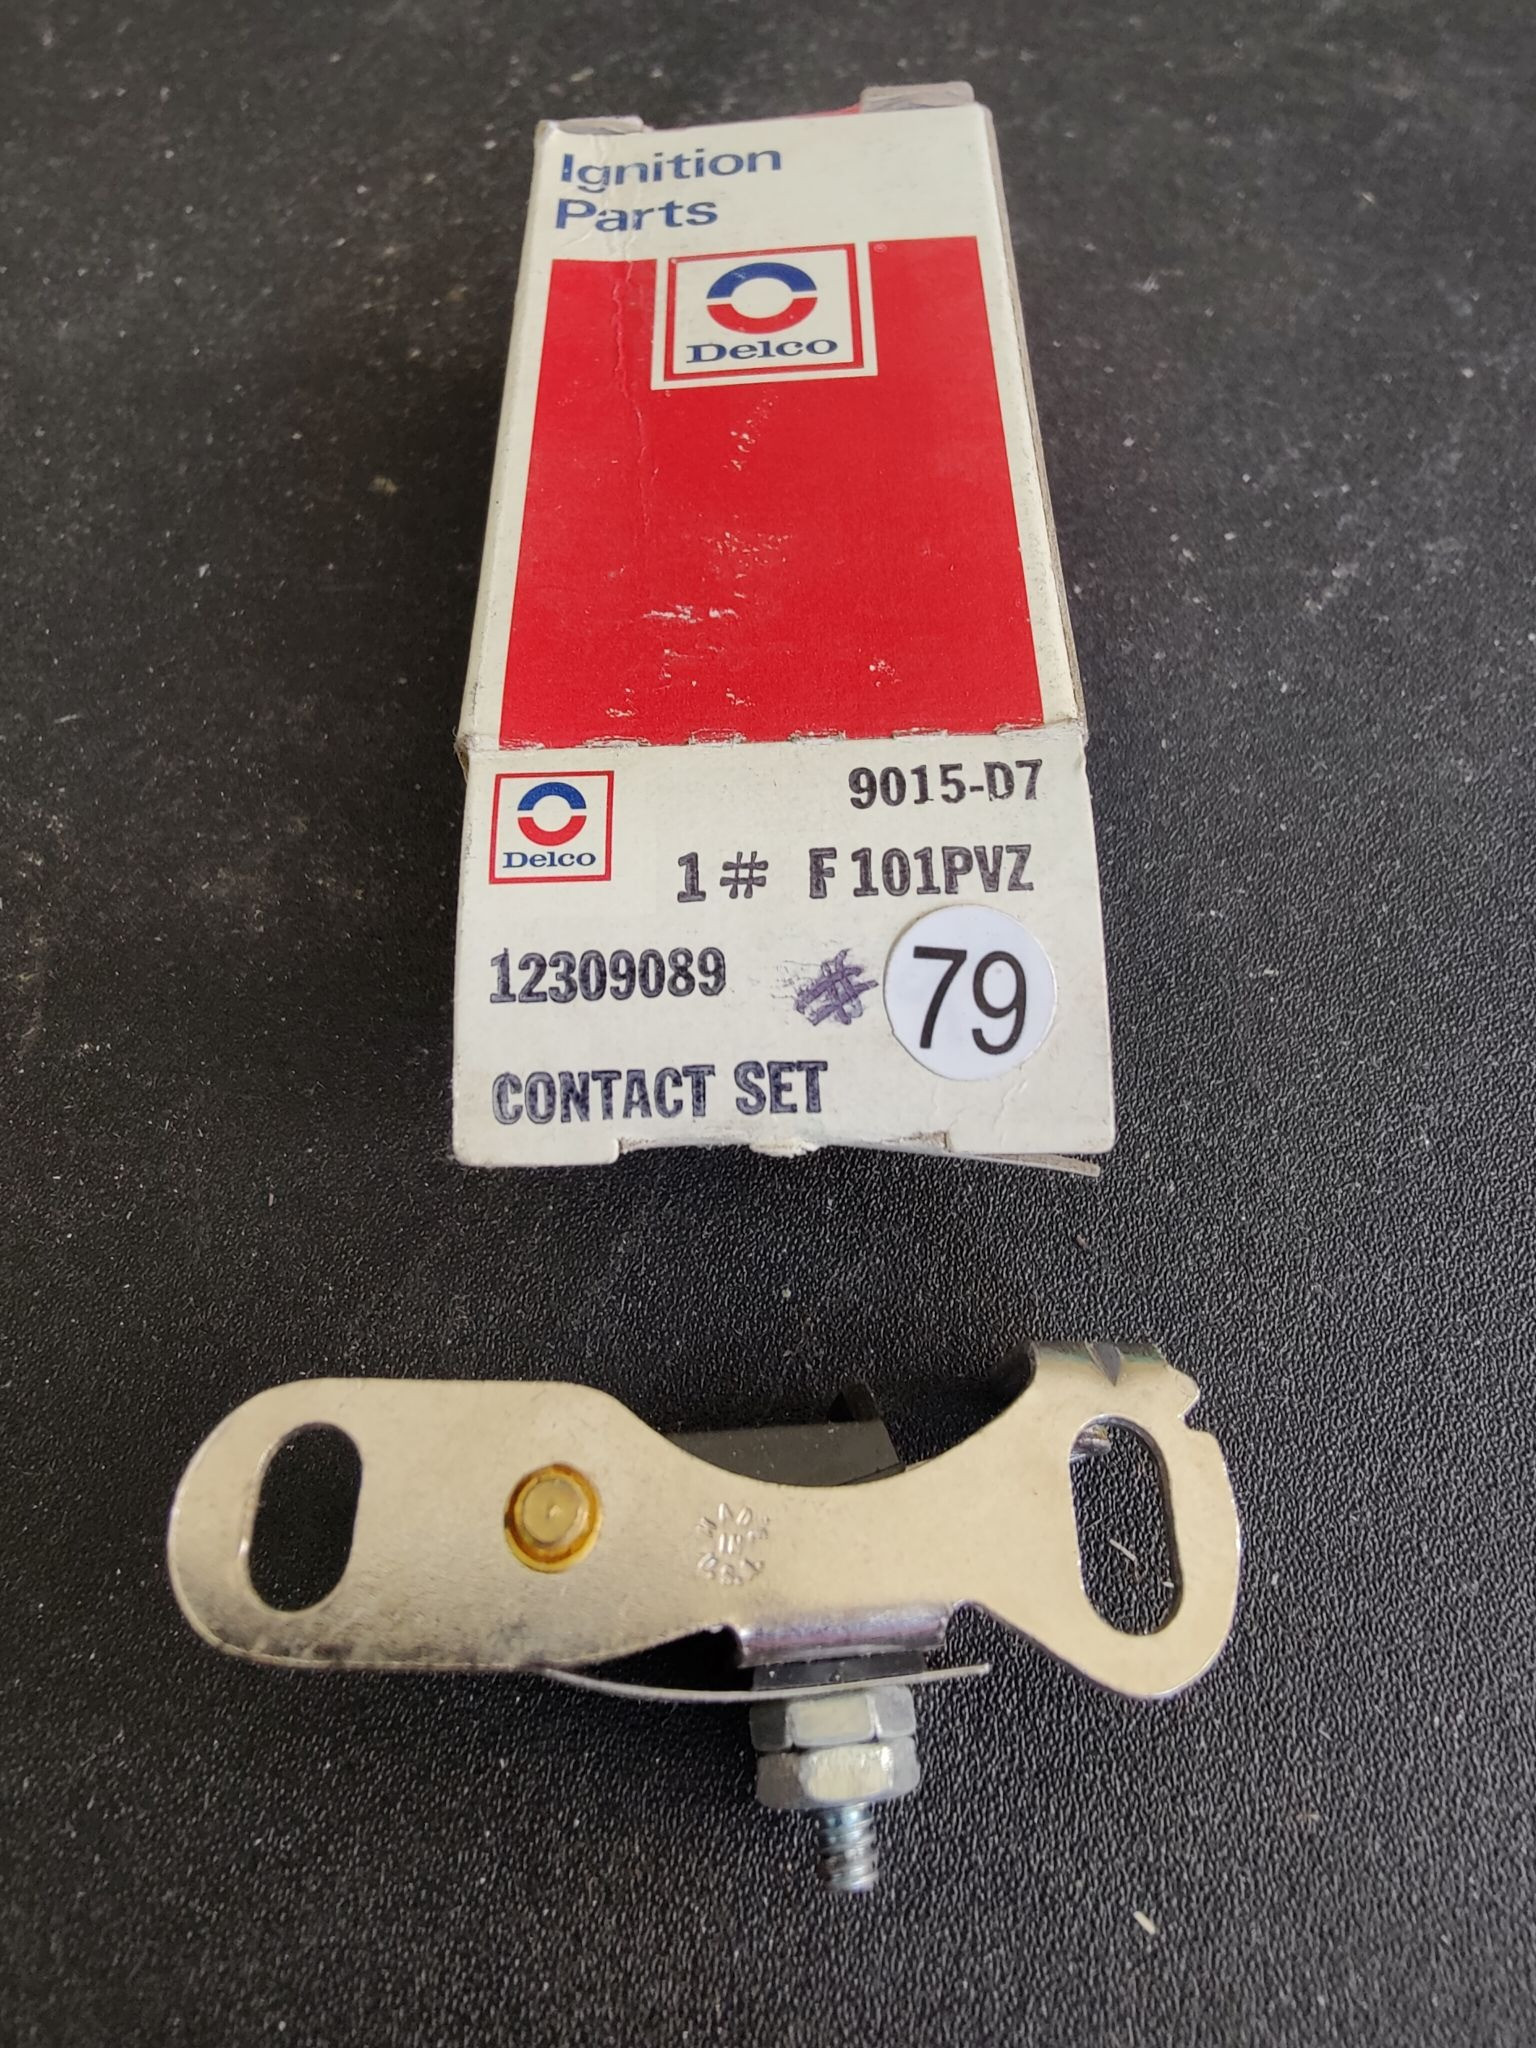 Ignition
Parts
®
Delco
Delco
9015-D7
1# F101PVZ
12309089
#
79
CONTACT SET